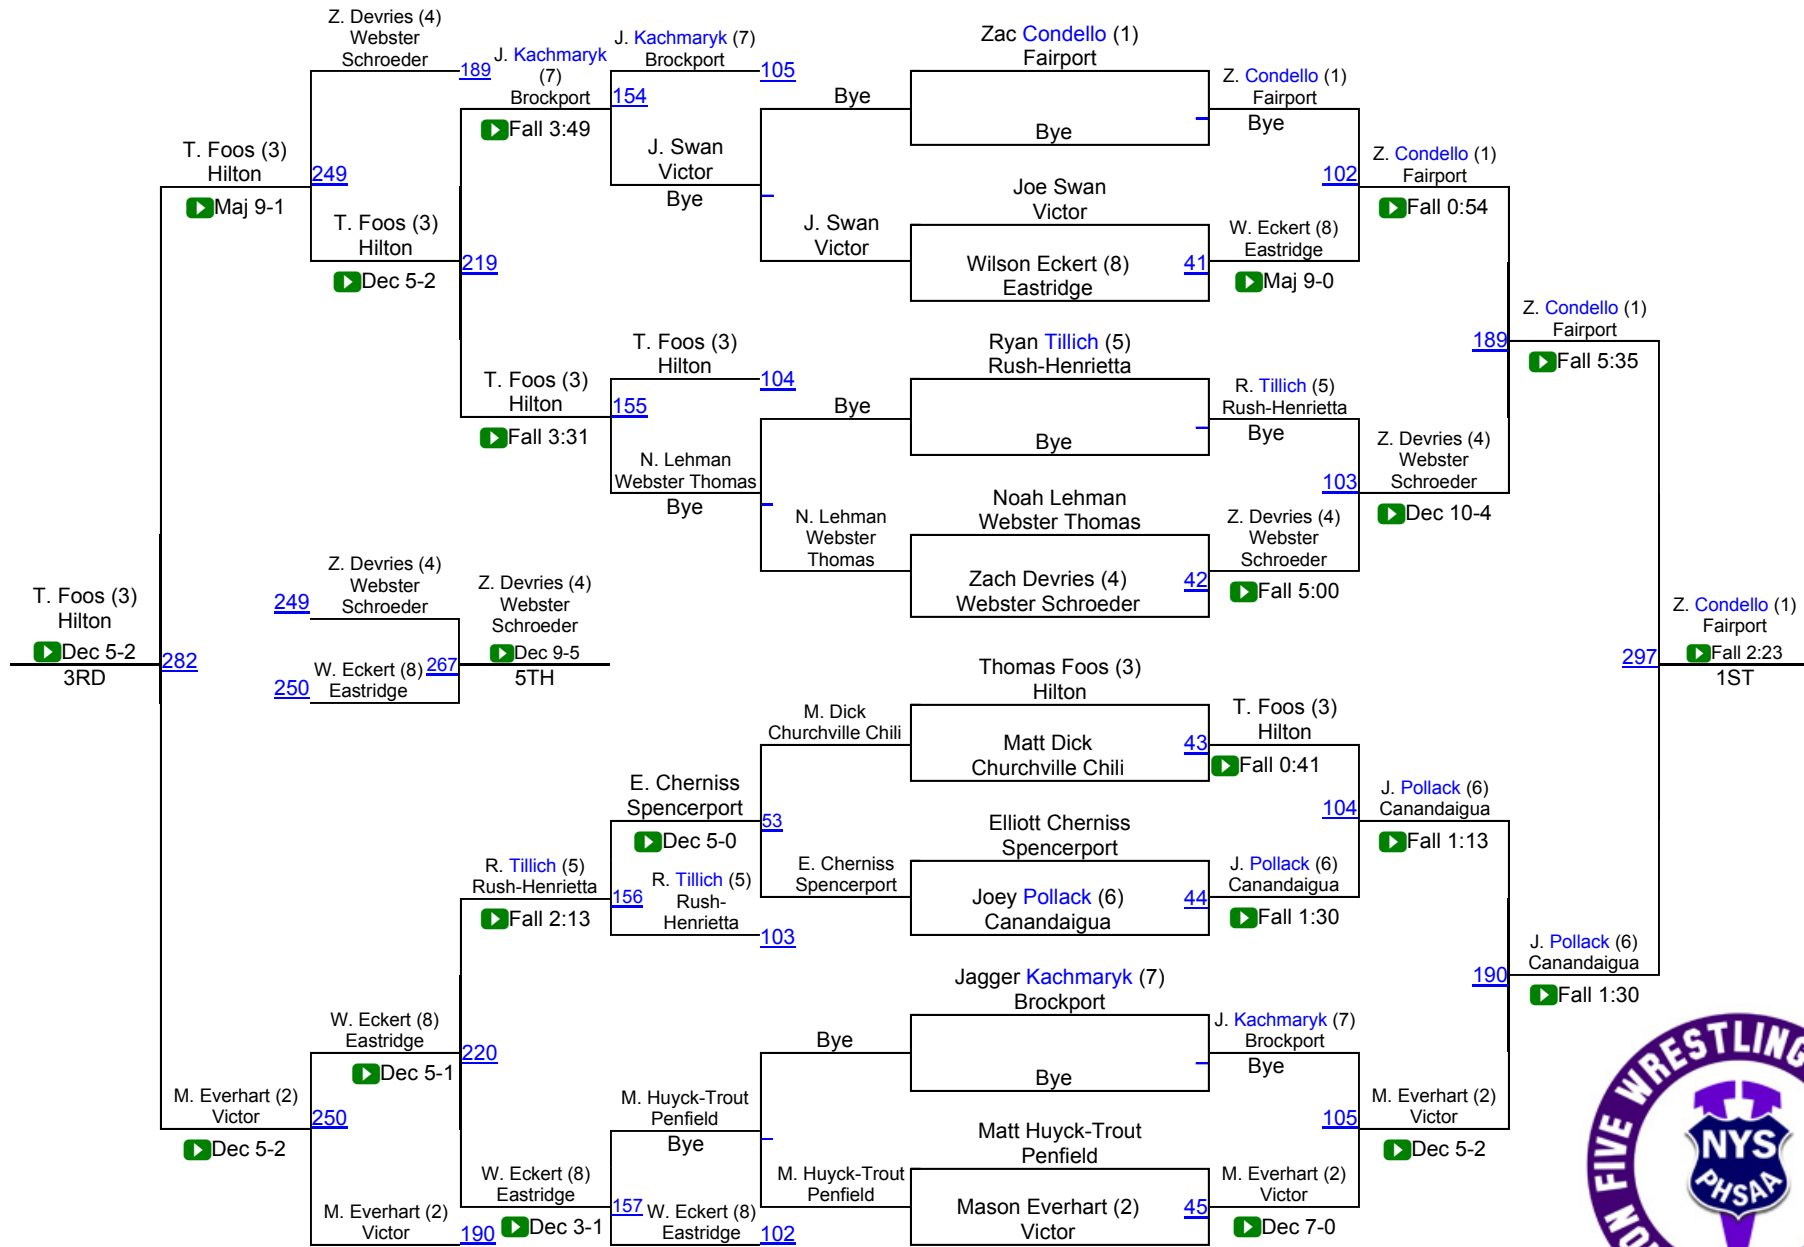 Z. Devries (4)
Webster
Schroeder
189
J. Kachmaryk
(7)
Brockport
Fall 3:49
J. Kachmaryk (7)
Brockport
105
154
J. Swan
Victor
Bye
Bye
J. Swan
Victor
Zac Condello (1)
Fairport
Bye
Joe Swan
Victor
Wilson Eckert (8)
Eastridge
41
Z. Condello (1)
Fairport
Bye
102
W. Eckert (8)
Eastridge
Maj 9-0
Z. Condello (1)
Fairport
Fall 0:54
T. Foos (3)
Hilton
Maj 9-1
249
T. Foos (3)
Hilton
Dec 5-2
219
T. Foos (3)
Hilton
Fall 3:31
T. Foos (3)
Hilton
104
155
N. Lehman
Webster Thomas
Bye
Bye
N. Lehman
Webster
Thomas
Ryan Tillich (5)
Rush-Henrietta
Bye
Noah Lehman
Webster Thomas
Zach Devries (4)
Webster Schroeder
42
R. Tillich (5)
Rush-Henrietta
Bye
103
Z. Devries (4)
Webster
Schroeder
Fall 5:00
Z. Devries (4)
Webster
Schroeder
Dec 10-4
189
Z. Condello (1)
Fairport
Fall 5:35
T. Foos (3)
Hilton
Dec 5-2
3RD
282
249
Z. Devries (4)
Webster
Schroeder
250
W. Eckert (8)
Eastridge
267
Z. Devries (4)
Webster
Schroeder
Dec 9-5
5TH
297
Z. Condello (1)
Fairport
Fall 2:23
1ST
Thomas Foos (3)
Hilton
Matt Dick
Churchville Chili
43
M. Dick
Churchville Chili
T. Foos (3)
Hilton
Fall 0:41
104
E. Cherniss
Spencerport
Dec 5-0
53
E. Cherniss
Spencerport
Elliott Cherniss
Spencerport
Joey Pollack (6)
Canandaigua
44
J. Pollack (6)
Canandaigua
Fall 1:30
J. Pollack (6)
Canandaigua
Fall 1:13
R. Tillich (5)
Rush-Henrietta
Fall 2:13
156
R. Tillich (5)
Rush-
Henrietta
103
190
J. Pollack (6)
Canandaigua
Fall 1:30
W. Eckert (8)
Eastridge
Dec 5-1
220
Bye
Jagger Kachmaryk (7)
Brockport
Bye
J. Kachmaryk (7)
Brockport
Bye
105
M. Everhart (2)
Victor
Dec 5-2
250
M. Huyck-Trout
Penfield
Bye
M. Huyck-Trout
Penfield
Matt Huyck-Trout
Penfield
Mason Everhart (2)
Victor
45
M. Everhart (2)
Victor
Dec 7-0
M. Everhart (2)
Victor
Dec 5-2
M. Everhart (2)
Victor
190
W. Eckert (8)
Eastridge
Dec 3-1
157
W. Eckert (8)
Eastridge
102
FIVE WRESTLING
NYS
PHSAA